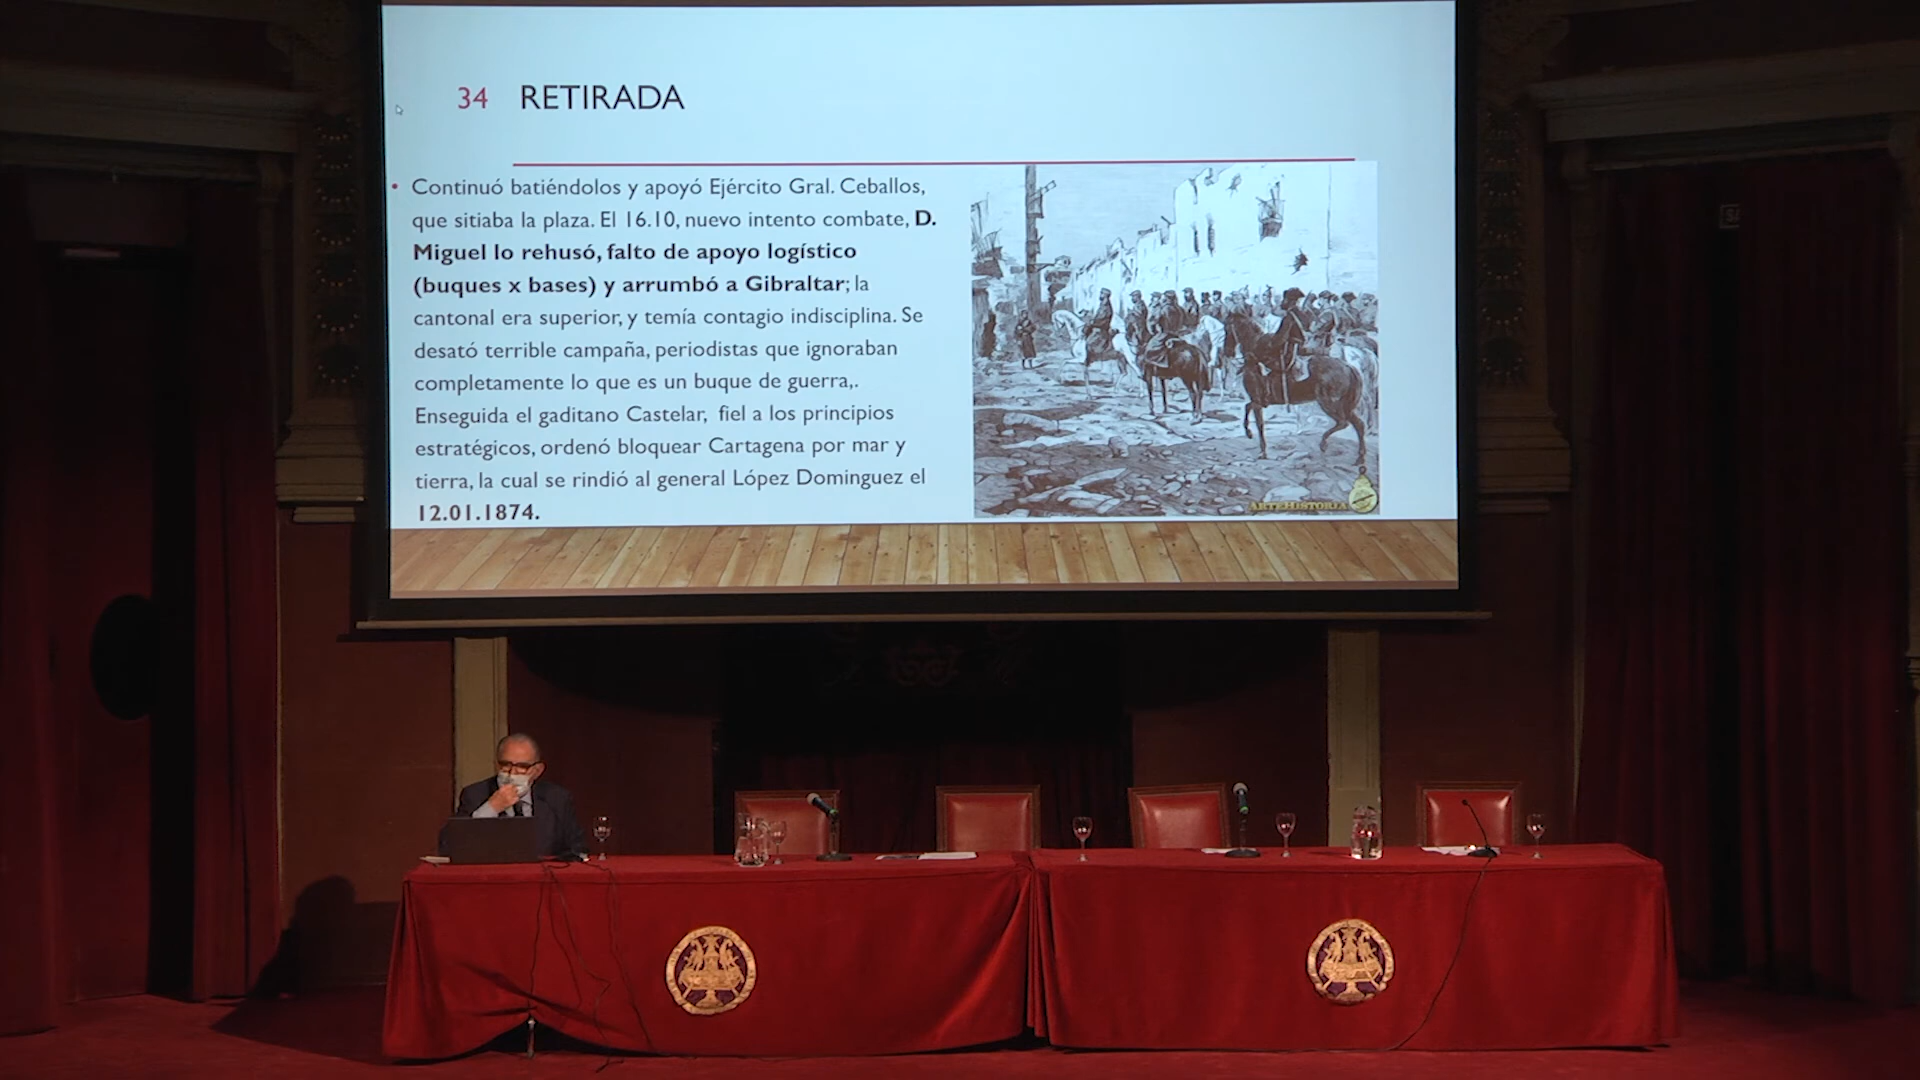 34 RETIRADA
• Continuó batiéndolos y apoyó Ejército Gral. Ceballos,
que sitiaba la plaza. El 16.10, nuevo intento combate, D.
Miguel lo rehusó, falto de apoyo logístico
(buques x bases) y arrumbó a Gibraltar; la
cantonal era superior, y temía contagio indisciplina. Se
desató terrible campaña, periodistas que ignoraban
completamente lo que es un buque de guerra,.
Enseguida el gaditano Castelar, fiel a los principios
estratégicos, ordenó bloquear Cartagena por mar y
tierra, la cual se rindió al general López Dominguez el
12.01.1874.
ARTEHISTORIA